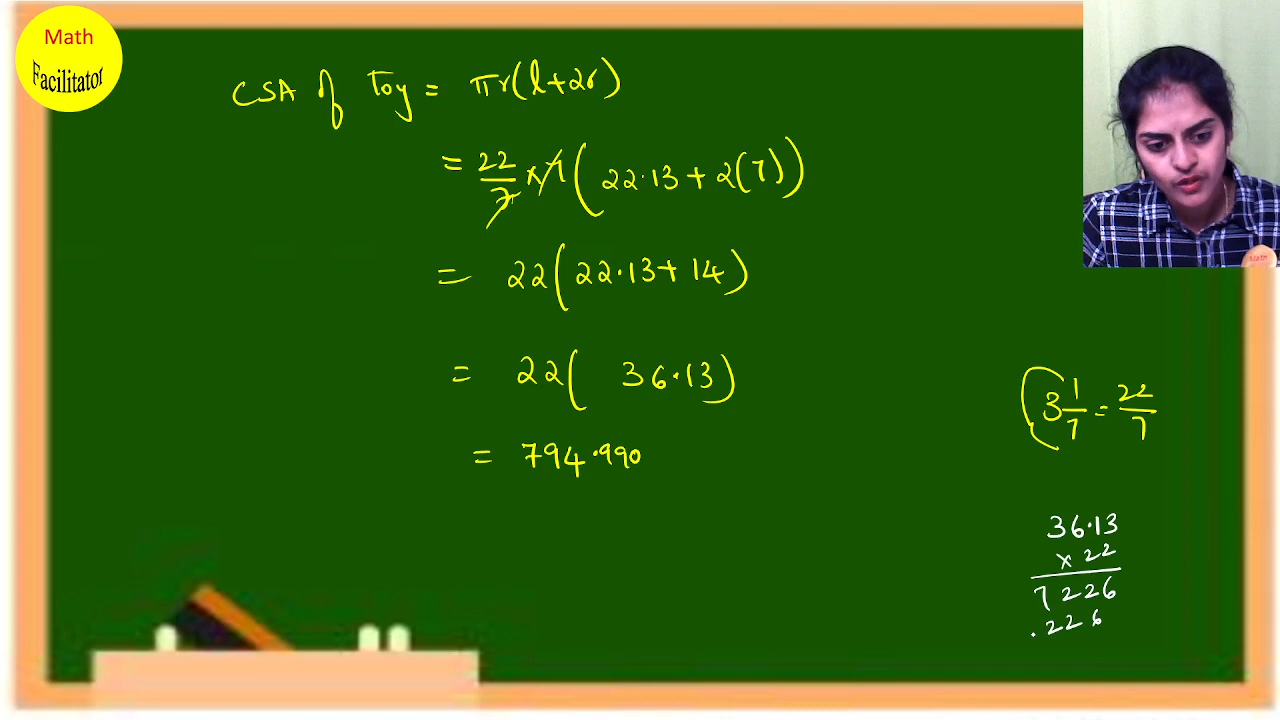 Math
Facilitator
CSA of Toy = πr(l+2r)
= 22/7 × 7 ( 22.13 + 2(7))
= 22(22.13 + 14)
= 22( 36.13)
= 794.990
3 1/7 = 22/7
36.13
× 22
7226
.226